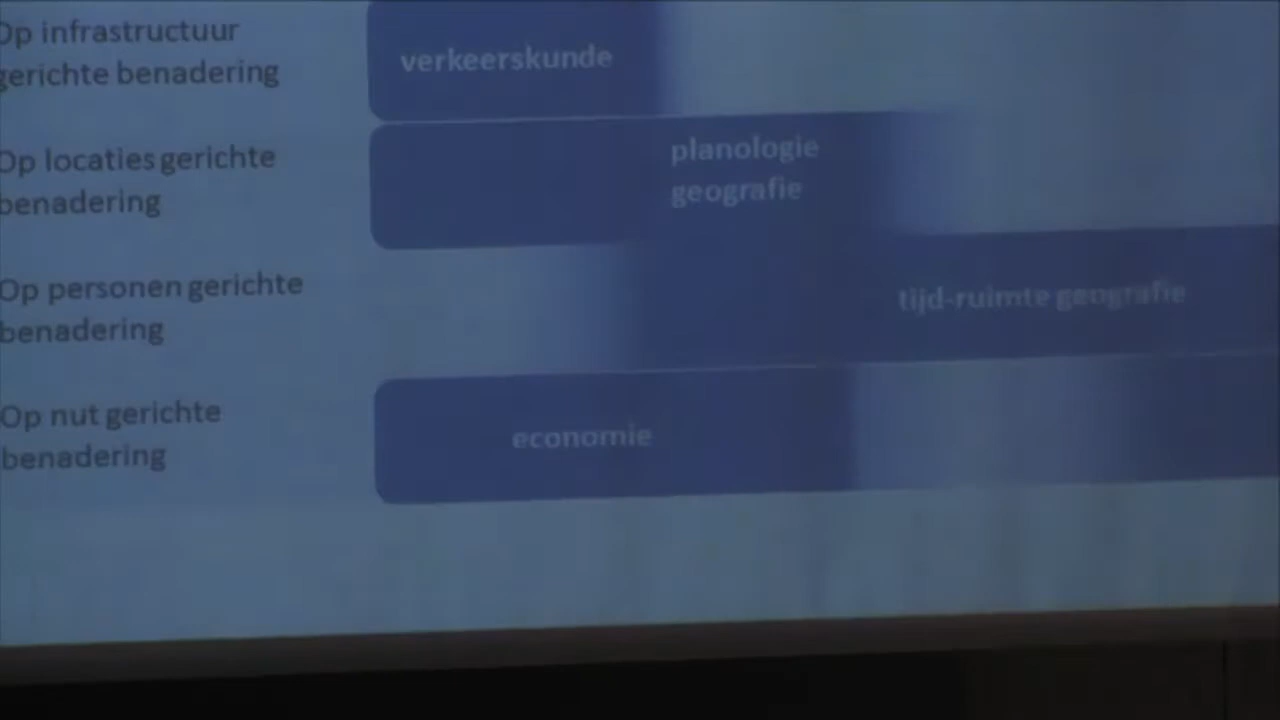 Op infrastructuur
gerichte benadering
verkeerskunde
Op locaties gerichte
benadering
planologie
geografie
Op personen gerichte
benadering
tijd-ruimte geografie
Op nut gerichte
benadering
economie